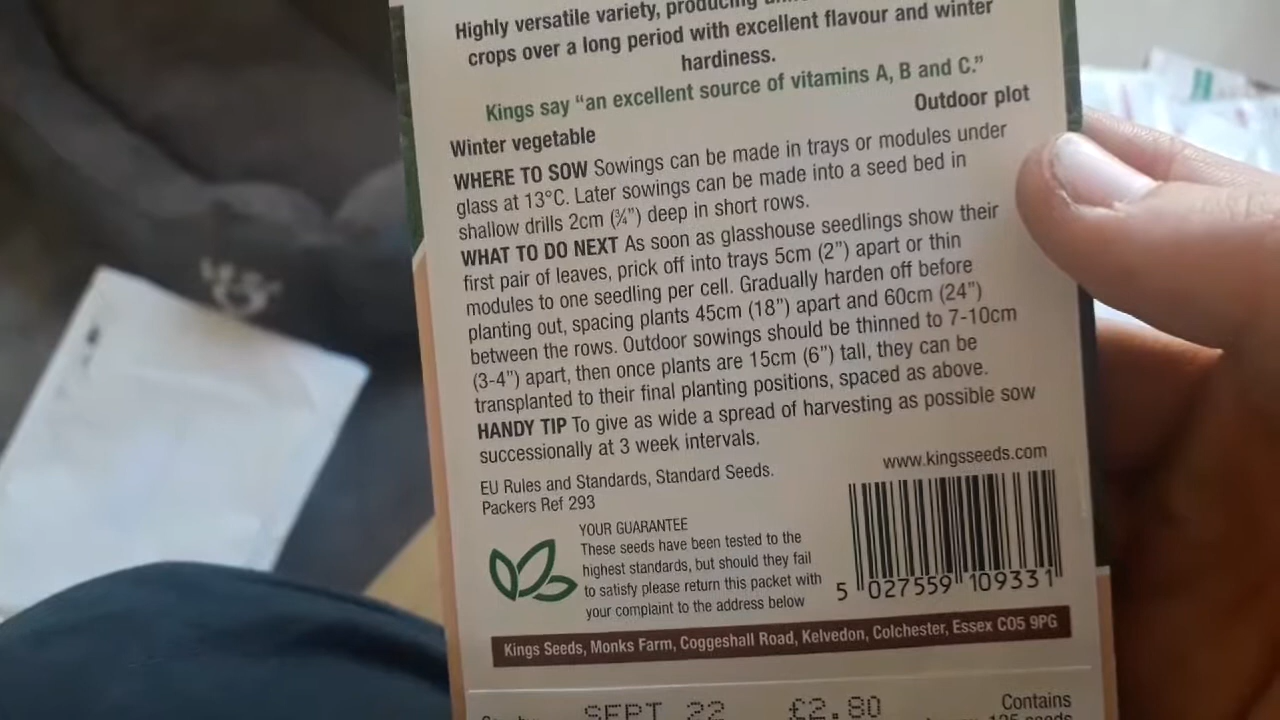 Highly versatile variety, producing
crops over a long period with excellent flavour and winter
hardiness.
Kings say “an excellent source of vitamins A, B and C.”
Winter vegetable Outdoor plot
WHERE TO SOW Sowings can be made in trays or modules under
glass at 13°C. Later sowings can be made into a seed bed in
shallow drills 2cm (¾”) deep in short rows.
WHAT TO DO NEXT As soon as glasshouse seedlings show their
first pair of leaves, prick off into trays 5cm (2”) apart or thin
modules to one seedling per cell. Gradually harden off before
planting out, spacing plants 45cm (18”) apart and 60cm (24”)
between the rows. Outdoor sowings should be thinned to 7-10cm
(3-4”) apart, then once plants are 15cm (6”) tall, they can be
transplanted to their final planting positions, spaced as above.
HANDY TIP To give as wide a spread of harvesting as possible sow
successionally at 3 week intervals.
www.kingsseeds.com
EU Rules and Standards, Standard Seeds.
Packers Ref 293
YOUR GUARANTEE
These seeds have been tested to the
highest standards, but should they fail
to satisfy please return this packet with
your complaint to the address below
5 027559 109331
Kings Seeds, Monks Farm, Coggeshall Road, Kelvedon, Colchester, Essex CO5 9PG
SEPT 22 £2.80 Contains